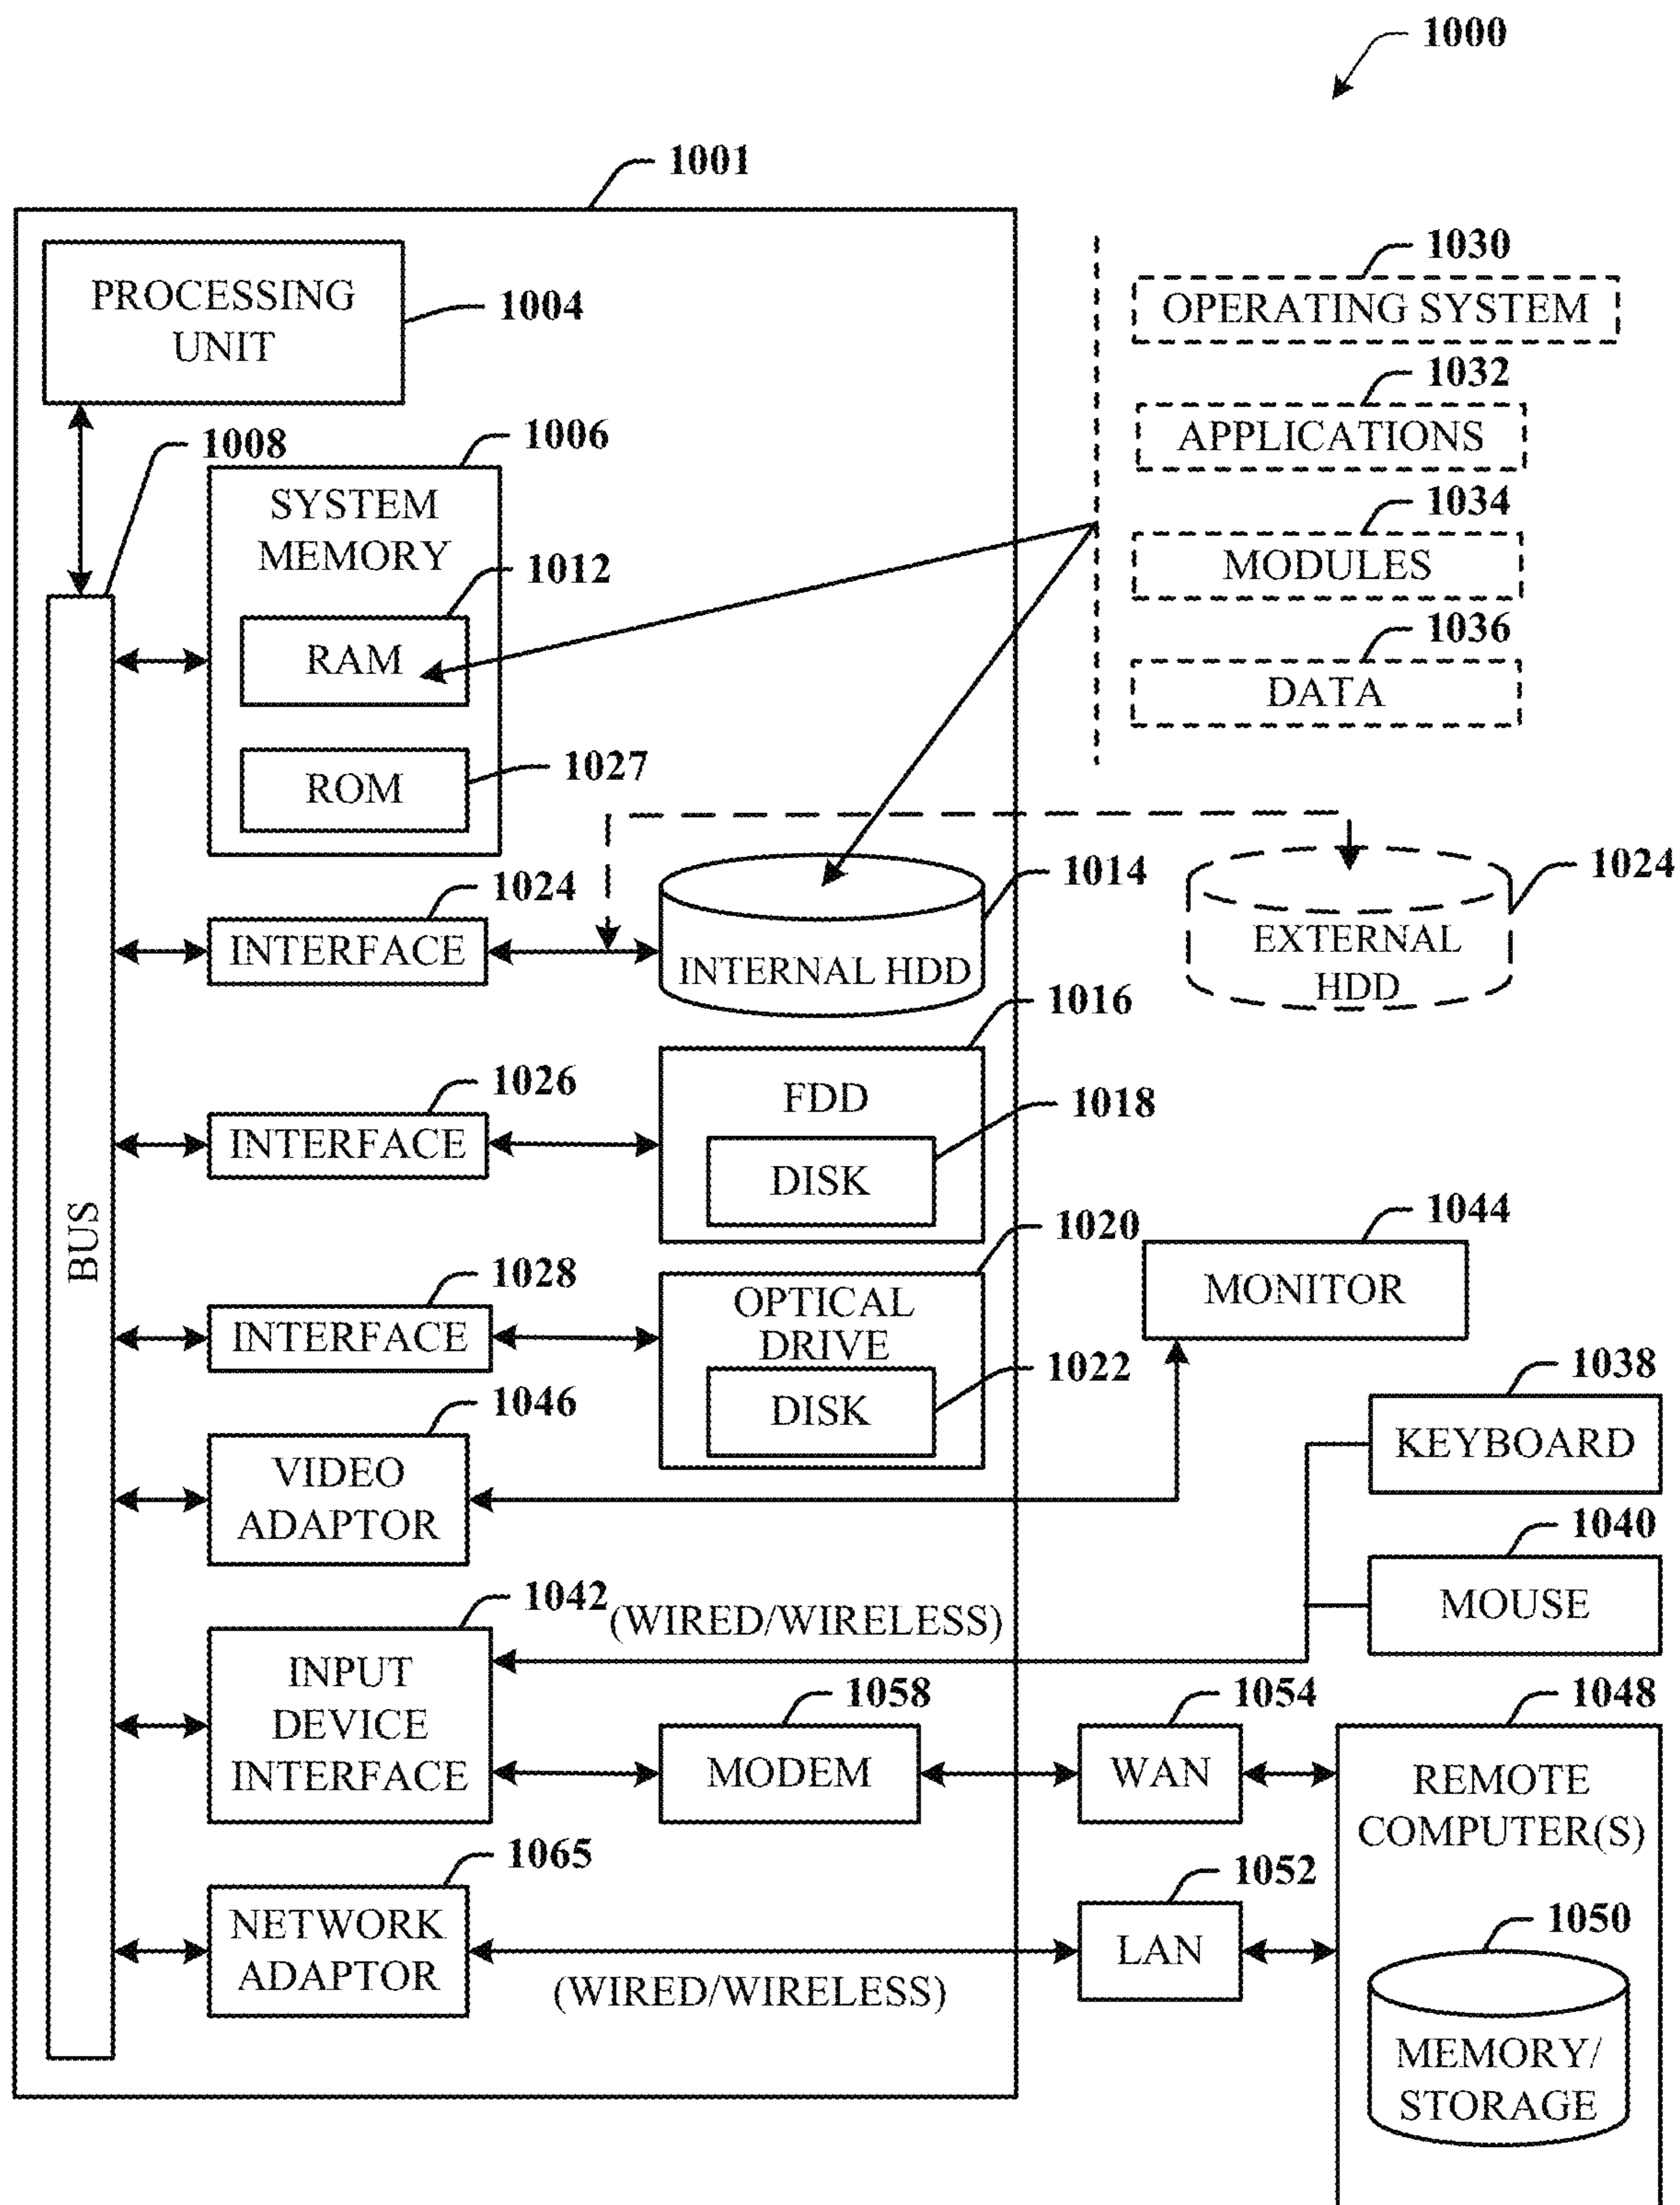 1000
1001
PROCESSING
UNIT
1004
1030
OPERATING SYSTEM
1032
APPLICATIONS
1034
MODULES
1036
DATA
1008
1006
SYSTEM
MEMORY
1012
RAM
1027
ROM
1024
INTERFACE
1014
INTERNAL HDD
1024
EXTERNAL
HDD
1026
INTERFACE
1016
FDD
1018
DISK
BUS
1028
INTERFACE
1020
OPTICAL
DRIVE
1022
DISK
1044
MONITOR
1046
VIDEO
ADAPTOR
1038
KEYBOARD
1040
MOUSE
1042
(WIRED/WIRELESS)
INPUT
DEVICE
INTERFACE
1058
MODEM
1054
WAN
1048
REMOTE
COMPUTER(S)
1065
NETWORK
ADAPTOR
(WIRED/WIRELESS)
1052
LAN
1050
MEMORY/
STORAGE